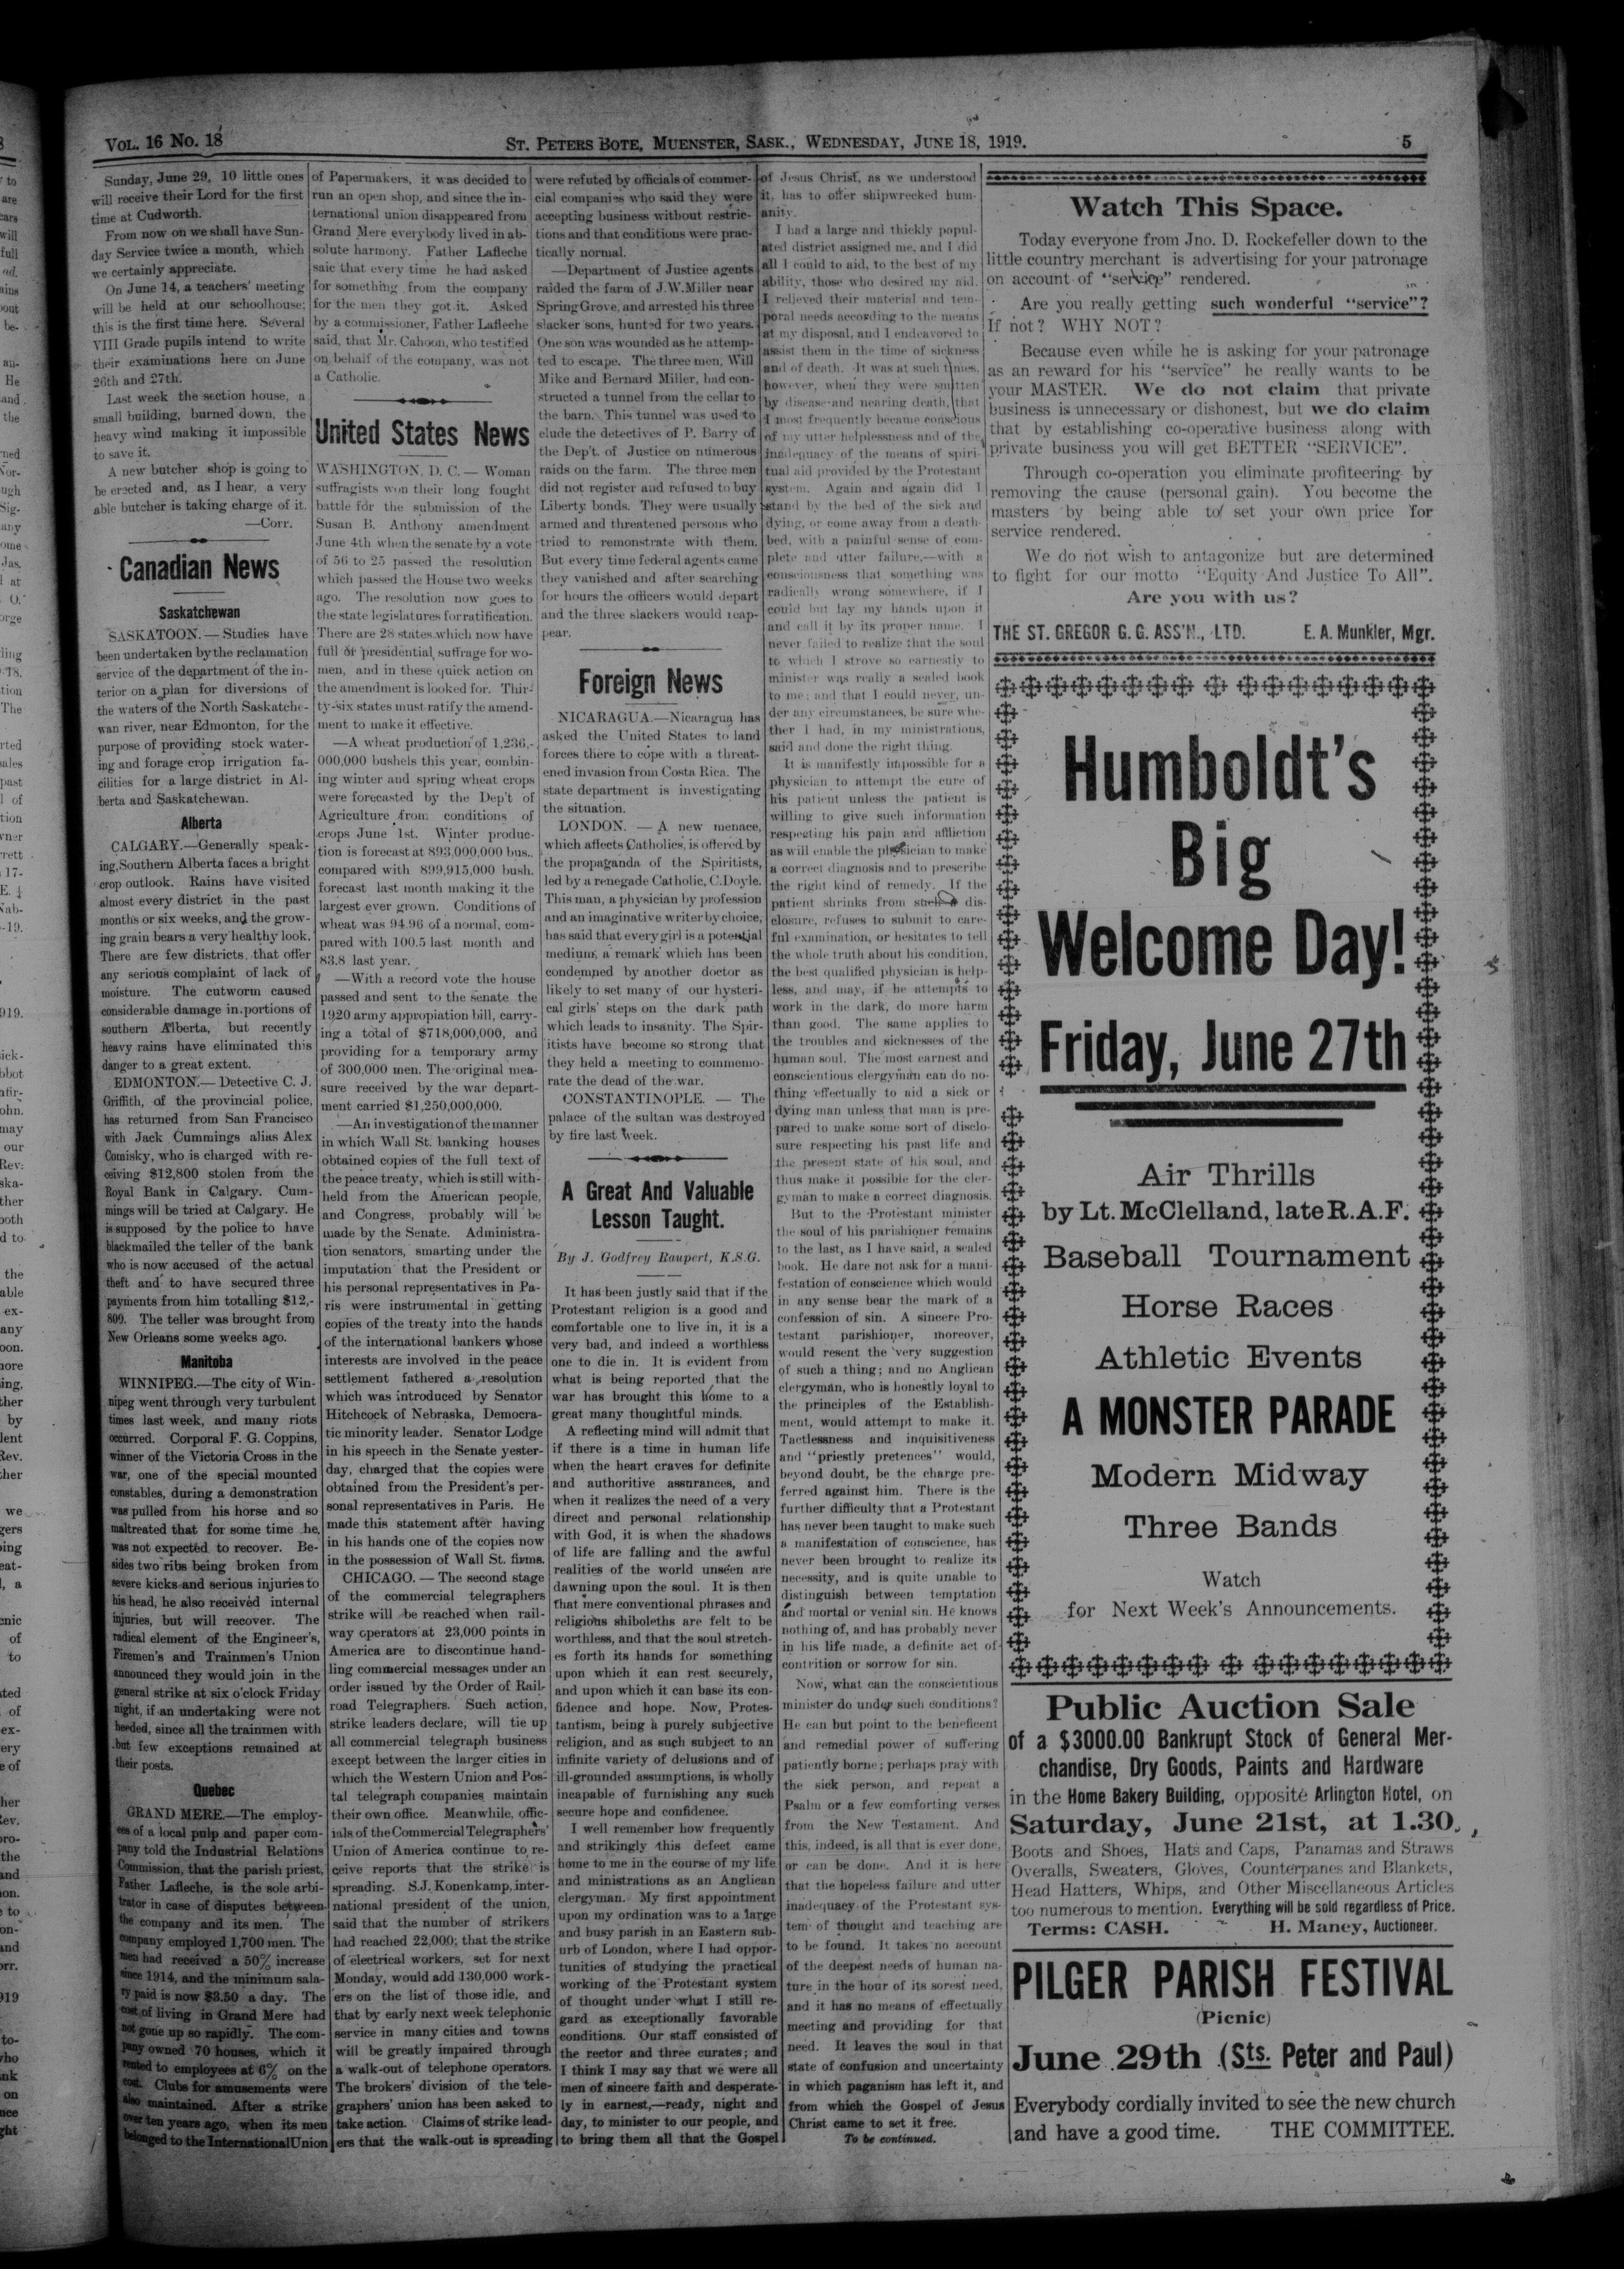 VOL. 16 No. 18
ST. PETERS BOTE, MUENSTER, SASK., WEDNESDAY, JUNE 18, 1919.
5
Sunday, June 29, 10 little ones
will receive their Lord for the first
time at Cudworth.
From now on we shall have Sun-
day Service twice a month, which
we certainly appreciate.
On June 14, a teachers' meeting
will be held at our schoolhouse;
this is the first time here. Several
VIII Grade pupils intend to write
their examinations here on June
26th and 27th.
Last week the section house, a
small building, burned down, the
heavy wind making it impossible
to save it.
A new butcher shop is going to
be erected and, as I hear, a very
able butcher is taking charge of it.
—Corr.
Canadian News
Saskatchewan
SASKATOON.— Studies have
been undertaken by the reclamation
service of the department of the in-
terior on a plan for diversions of
the waters of the North Saskatche-
wan river, near Edmonton, for the
purpose of providing stock water-
ing and forage crop irrigation fa-
cilities for a large district in Al-
berta and Saskatchewan.
Alberta
CALGARY.—Generally speak-
ing, Southern Alberta faces a bright
crop outlook. Rains have visited
almost every district in the past
months or six weeks, and the grow-
ing grain bears a very healthy look.
There are few districts that offer
any serious complaint of lack of
moisture. The cutworm caused
considerable damage in portions of
southern Alberta, but recently
heavy rains have eliminated this
danger to a great extent.
EDMONTON.— Detective C. J.
Griffith, of the provincial police,
has returned from San Francisco
with Jack Cummings alias Alex
Comisky, who is charged with re-
ceiving $12,800 stolen from the
Royal Bank in Calgary. Cum-
mings will be tried at Calgary. He
is supposed by the police to have
blackmailed the teller of the bank
who is now accused of the actual
theft and to have secured three
payments from him totalling $12,-
800. The teller was brought from
New Orleans some weeks ago.
Manitoba
WINNIPEG.—The city of Win-
nipeg went through very turbulent
times last week, and many riots
occurred. Corporal F. G. Coppins,
winner of the Victoria Cross in the
war, one of the special mounted
constables, during a demonstration
was pulled from his horse and so
maltreated that for some time he
was not expected to recover. Be-
sides two ribs being broken from
severe kicks and serious injuries to
his head, he also received internal
injuries, but will recover. The
radical element of the Engineer's,
Firemen's and Trainmen's Union
announced they would join in the
general strike at six o'clock Friday
night, if an undertaking were not
heeded, since all the trainmen with
but few exceptions remained at
their posts.
Quebec
GRAND MERE.—The employ-
ees of a local pulp and paper com-
pany told the Industrial Relations
Commission, that the parish priest,
Father Lafleche, is the sole arbi-
trator in case of disputes between
the company and its men. The
company employed 1,700 men. The
men had received a 50% increase
since 1914, and the minimum sala-
ry paid is now $3.50 a day. The
cost of living in Grand Mere had
not gone up so rapidly. The com-
pany owned 70 houses, which it
rented to employees at 6% on the
cost. Clubs for amusements were
also maintained. After a strike
over ten years ago, when its men
belonged to the International Union
of Papermakers, it was decided to
run an open shop, and since the in-
ternational union disappeared from
Grand Mere everybody lived in ab-
solute harmony. Father Lafleche
saic that every time he had asked
for something from the company
for the men they got it. Asked
by a commissioner, Father Lafleche
said, that Mr. Cahoon, who testified
on behalf of the company, was not
a Catholic.
United States News
WASHINGTON, D. C.— Woman
suffragists won their long fought
battle for the submission of the
Susan B. Anthony amendment
June 4th when the senate by a vote
of 56 to 25 passed the resolution
which passed the House two weeks
ago. The resolution now goes to
the state legislatures for ratification.
There are 28 states which now have
full or presidential suffrage for wo-
men, and in these quick action on
the amendment is looked for. Thir-
ty-six states must ratify the amend-
ment to make it effective.
—A wheat production of 1,236,-
000,000 bushels this year, combin-
ing winter and spring wheat crops
were forecasted by the Dep't of
Agriculture from conditions of
crops June 1st. Winter produc-
tion is forecast at 893,000,000 bus.,
compared with 899,915,000 bush.
forecast last month making it the
largest ever grown. Conditions of
wheat was 94.96 of a normal, com-
pared with 100.5 last month and
83.8 last year.
—With a record vote the house
passed and sent to the senate the
1920 army appropiation bill, carry-
ing a total of $718,000,000, and
providing for a temporary army
of 300,000 men. The original mea-
sure received by the war depart-
ment carried $1,250,000,000.
—An investigation of the manner
in which Wall St. banking houses
obtained copies of the full text of
the peace treaty, which is still with-
held from the American people,
and Congress, probably will be
made by the Senate. Administra-
tion senators, smarting under the
imputation that the President or
his personal representatives in Pa-
ris were instrumental in getting
copies of the treaty into the hands
of the international bankers whose
interests are involved in the peace
settlement fathered a resolution
which was introduced by Senator
Hitchcock of Nebraska, Democra-
tic minority leader. Senator Lodge
in his speech in the Senate yester-
day, charged that the copies were
obtained from the President's per-
sonal representatives in Paris. He
made this statement after having
in his hands one of the copies now
in the possession of Wall St. firms.
CHICAGO. — The second stage
of the commercial telegraphers
strike will be reached when rail-
way operators at 23,000 points in
America are to discontinue hand-
ling commercial messages under an
order issued by the Order of Rail-
road Telegraphers. Such action,
strike leaders declare, will tie up
all commercial telegraph business
except between the larger cities in
which the Western Union and Pos-
tal telegraph companies maintain
their own office. Meanwhile, offic-
ials of the Commercial Telegraphers'
Union of America continue to re-
ceive reports that the strike is
spreading. S.J. Konenkamp, inter-
national president of the union,
said that the number of strikers
had reached 22,000; that the strike
of electrical workers, set for next
Monday, would add 130,000 work-
ers on the list of those idle, and
that by early next week telephonic
service in many cities and towns
will be greatly impaired through
a walk-out of telephone operators.
The brokers' division of the tele-
graphers' union has been asked to
take action. Claims of strike lead-
ers that the walk-out is spreading
were refuted by officials of commer-
cial companies who said they were
accepting business without restric-
tions and that conditions were prac-
tically normal.
—Department of Justice agents
raided the farm of J.W.Miller near
Spring Grove, and arrested his three
slacker sons, hunted for two years.
One son was wounded as he attemp-
ted to escape. The three men, Will
Mike and Bernard Miller, had con-
structed a tunnel from the cellar to
the barn. This tunnel was used to
elude the detectives of P. Barry of
the Dep't. of Justice on numerous
raids on the farm. The three men
did not register and refused to buy
Liberty bonds. They were usually
armed and threatened persons who
tried to remonstrate with them.
But every time federal agents came
they vanished and after searching
for hours the officers would depart
and the three slackers would reap-
pear.
Foreign News
NICARAGUA.—Nicaragua has
asked the United States to land
forces there to cope with a threat-
ened invasion from Costa Rica. The
state department is investigating
the situation.
LONDON. — A new menace,
which affects Catholics, is offered by
the propaganda of the Spiritists,
led by a renegade Catholic, C.Doyle.
This man, a physician by profession
and an imaginative writer by choice,
has said that every girl is a potential
medium, a remark which has been
condemned by another doctor as
likely to set many of our hysteri-
cal girls' steps on the dark path
which leads to insanity. The Spir-
itists have become so strong that
they held a meeting to commemo-
rate the dead of the war.
CONSTANTINOPLE. — The
palace of the sultan was destroyed
by fire last week.
A Great And Valuable
Lesson Taught.
By J. Godfrey Raupert, K.S.G.
It has been justly said that if the
Protestant religion is a good and
comfortable one to live in, it is a
very bad, and indeed a worthless
one to die in. It is evident from
what is being reported that the
war has brought this home to a
great many thoughtful minds.
A reflecting mind will admit that
if there is a time in human life
when the heart craves for definite
and authoritive assurances, and
when it realizes the need of a very
direct and personal relationship
with God, it is when the shadows
of life are falling and the awful
realities of the world unseen are
dawning upon the soul. It is then
that mere conventional phrases and
religious shiboleths are felt to be
worthless, and that the soul stretch-
es forth its hands for something
upon which it can rest securely,
and upon which it can base its con-
fidence and hope. Now, Protes-
tantism, being a purely subjective
religion, and as such subject to an
infinite variety of delusions and of
ill-grounded assumptions, is wholly
incapable of furnishing any such
secure hope and confidence.
I well remember how frequently
and strikingly this defect came
home to me in the course of my life
and ministrations as an Anglican
clergyman. My first appointment
upon my ordination was to a large
and busy parish in an Eastern sub-
urb of London, where I had oppor-
tunities of studying the practical
working of the Protestant system
of thought under what I still re-
gard as exceptionally favorable
conditions. Our staff consisted of
the rector and three curates; and
I think I may say that we were all
men of sincere faith and desperate-
ly in earnest,—ready, night and
day, to minister to our people, and
to bring them all that the Gospel
of Jesus Christ, as we understood
it, has to offer shipwrecked hum-
anity.
I had a large and thickly popul-
ated district assigned me, and I did
all I could to aid, to the best of my
ability, those who desired my aid.
I relieved their material and tem-
poral needs according to the means
at my disposal, and I endeavored to
assist them in the time of sickness
and of death. It was at such times,
however, when they were smitten
by disease and nearing death, that
I most frequently became conscious
of my utter helplessness and of the
inadequacy of the means of spiri-
tual aid provided by the Protestant
system. Again and again did I
stand by the bed of the sick and
dying, or come away from a death
bed, with a painful sense of com-
plete and utter failure,—with a
consciousness that something was
radically wrong somewhere, if I
could but lay my hands upon it
and call it by its proper name. I
never failed to realize that the soul
to which I strove so earnestly to
minister was really a sealed book
to me; and that I could never, un-
der any circumstances, be sure whe-
ther I had, in my ministrations,
said and done the right thing.
It is manifestly impossible for a
physician to attempt the cure of
his patient unless the patient is
willing to give such information
respecting his pain and affliction
as will enable the physician to make
a correct diagnosis and to prescribe
the right kind of remedy. If the
patient shrinks from such a dis-
closure, refuses to submit to care-
ful examination, or hesitates to tell
the whole truth about his condition,
the best qualified physician is help-
less, and may, if he attempts to
work in the dark, do more harm
than good. The same applies to
the troubles and sicknesses of the
human soul. The most earnest and
conscientious clergyman can do no-
thing effectually to aid a sick or
dying man unless that man is pre-
pared to make some sort of disclo-
sure respecting his past life and
the present state of his soul, and
thus make it possible for the cler-
gyman to make a correct diagnosis.
But to the Protestant minister
the soul of his parishioner remains
to the last, as I have said, a sealed
book. He dare not ask for a mani-
festation of conscience which would
in any sense bear the mark of a
confession of sin. A sincere Pro-
testant parishioner, moreover,
would resent the very suggestion
of such a thing; and no Anglican
clergyman, who is honestly loyal to
the principles of the Establish-
ment, would attempt to make it.
Tactlessness and inquisitiveness
and "priestly pretences" would,
beyond doubt, be the charge pre-
ferred against him. There is the
further difficulty that a Protestant
has never been taught to make such
a manifestation of conscience, has
never been brought to realize its
necessity, and is quite unable to
distinguish between temptation
and mortal or venial sin. He knows
nothing of, and has probably never
in his life made, a definite act of
contrition or sorrow for sin.
Now, what can the conscientious
minister do under such conditions?
He can but point to the beneficent
and remedial power of suffering
patiently borne; perhaps pray with
the sick person, and repeat a
Psalm or a few comforting verses
from the New Testament. And
this, indeed, is all that is ever done,
or can be done. And it is here
that the hopeless failure and utter
inadequacy of the Protestant sys-
tem of thought and teaching are
to be found. It takes no account
of the deepest needs of human na-
ture in the hour of its sorest need,
and it has no means of effectually
meeting and providing for that
need. It leaves the soul in that
state of confusion and uncertainty
in which paganism has left it, and
from which the Gospel of Jesus
Christ came to set it free.
To be continued.
Watch This Space.
Today everyone from Jno. D. Rockefeller down to the
little country merchant is advertising for your patronage
on account of "service" rendered.
Are you really getting such wonderful "service"?
If not? WHY NOT?
Because even while he is asking for your patronage
as an reward for his "service" he really wants to be
your MASTER. We do not claim that private
business is unnecessary or dishonest, but we do claim
that by establishing co-operative business along with
private business you will get BETTER "SERVICE".
Through co-operation you eliminate profiteering by
removing the cause (personal gain). You become the
masters by being able to set your own price for
service rendered.
We do not wish to antagonize but are determined
to fight for our motto "Equity And Justice To All".
Are you with us?
THE ST. GREGOR G. G. ASS'N., LTD. E. A. Munkler, Mgr.
Humboldt's
Big
Welcome Day!
Friday, June 27th
Air Thrills
by Lt. McClelland, late R.A.F.
Baseball Tournament
Horse Races
Athletic Events
A MONSTER PARADE
Modern Midway
Three Bands
Watch
for Next Week's Announcements.
Public Auction Sale
of a $3000.00 Bankrupt Stock of General Mer-
chandise, Dry Goods, Paints and Hardware
in the Home Bakery Building, opposite Arlington Hotel, on
Saturday, June 21st, at 1.30.
Boots and Shoes, Hats and Caps, Panamas and Straws
Overalls, Sweaters, Gloves, Counterpanes and Blankets,
Head Hatters, Whips, and Other Miscellaneous Articles
too numerous to mention. Everything will be sold regardless of Price.
Terms: CASH. H. Maney, Auctioneer.
PILGER PARISH FESTIVAL
(Picnic)
June 29th (Sts. Peter and Paul)
Everybody cordially invited to see the new church
and have a good time. THE COMMITTEE.